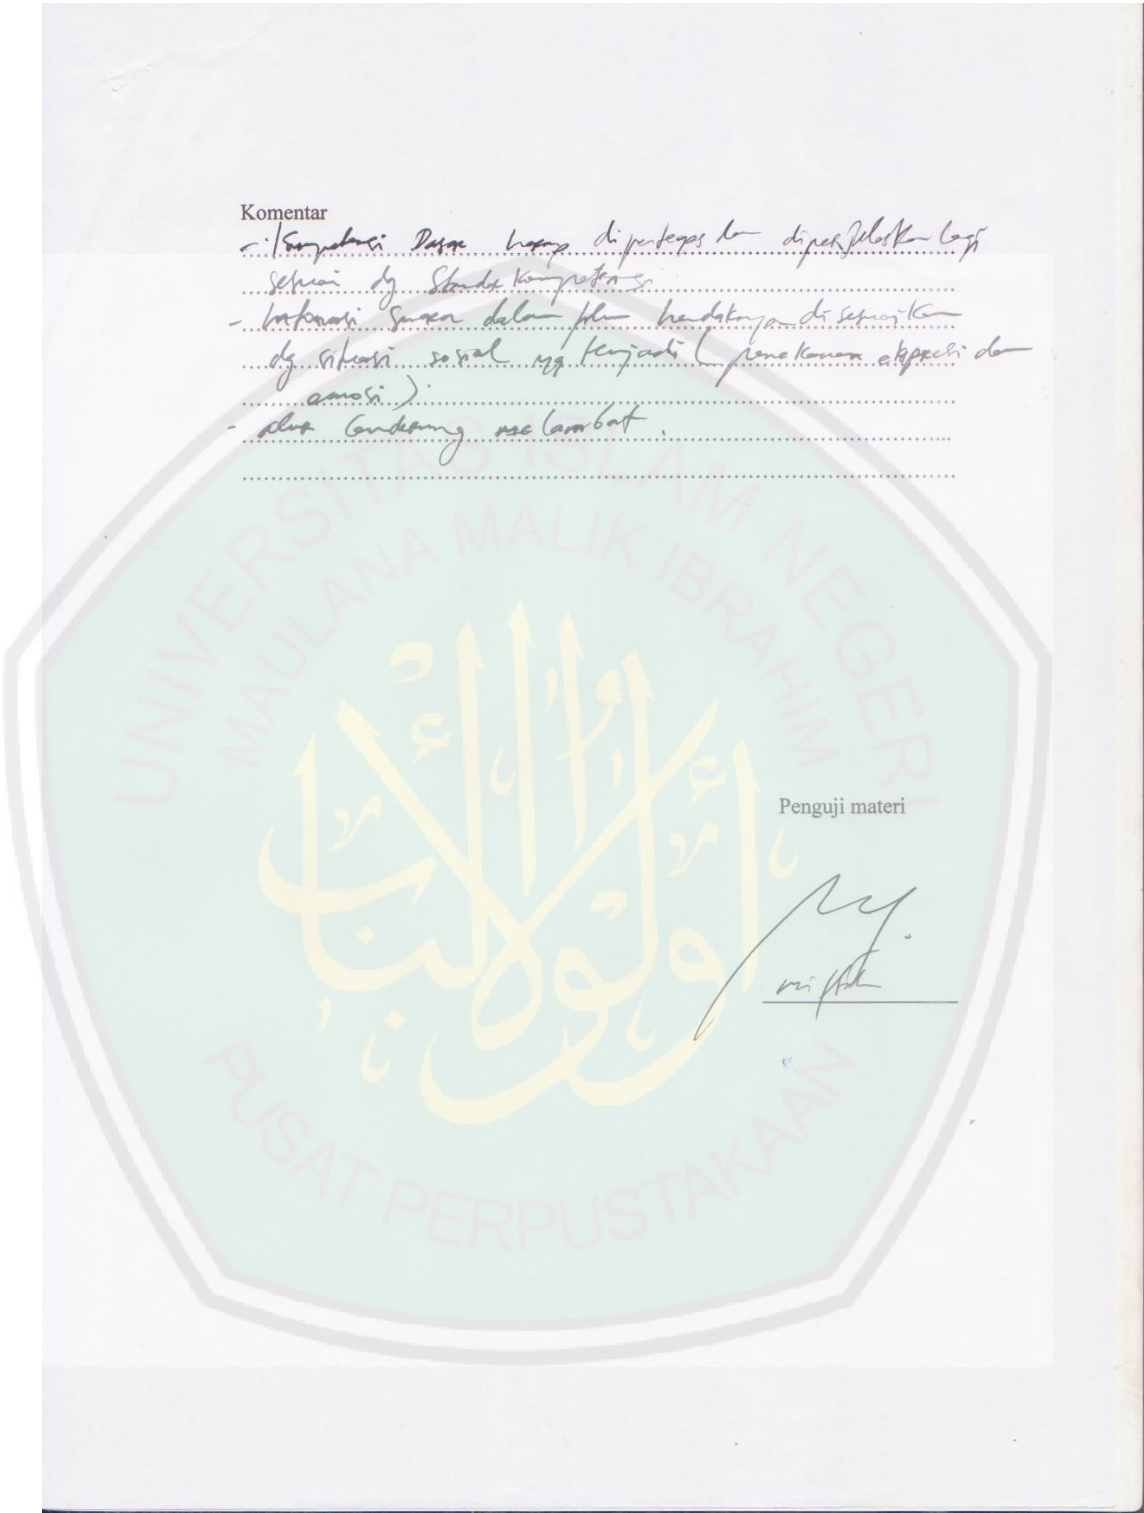 Komentar
- Kompetensi Dasar harap dipertegas dan diperjelaskan lagi
sesuai dg Standar Kompetensi
- Intonasi suara dalam film hendaknya disesuaikan
dg situasi sosial yg terjadi (penekanan ekspresi dan
emosi).
- alur cenderung melambat.
UNIVERSITAS ISLAM NEGERI
MAULANA MALIK IBRAHIM
أولوا الألباب
Penguji materi
PUSAT PERPUSTAKAAN